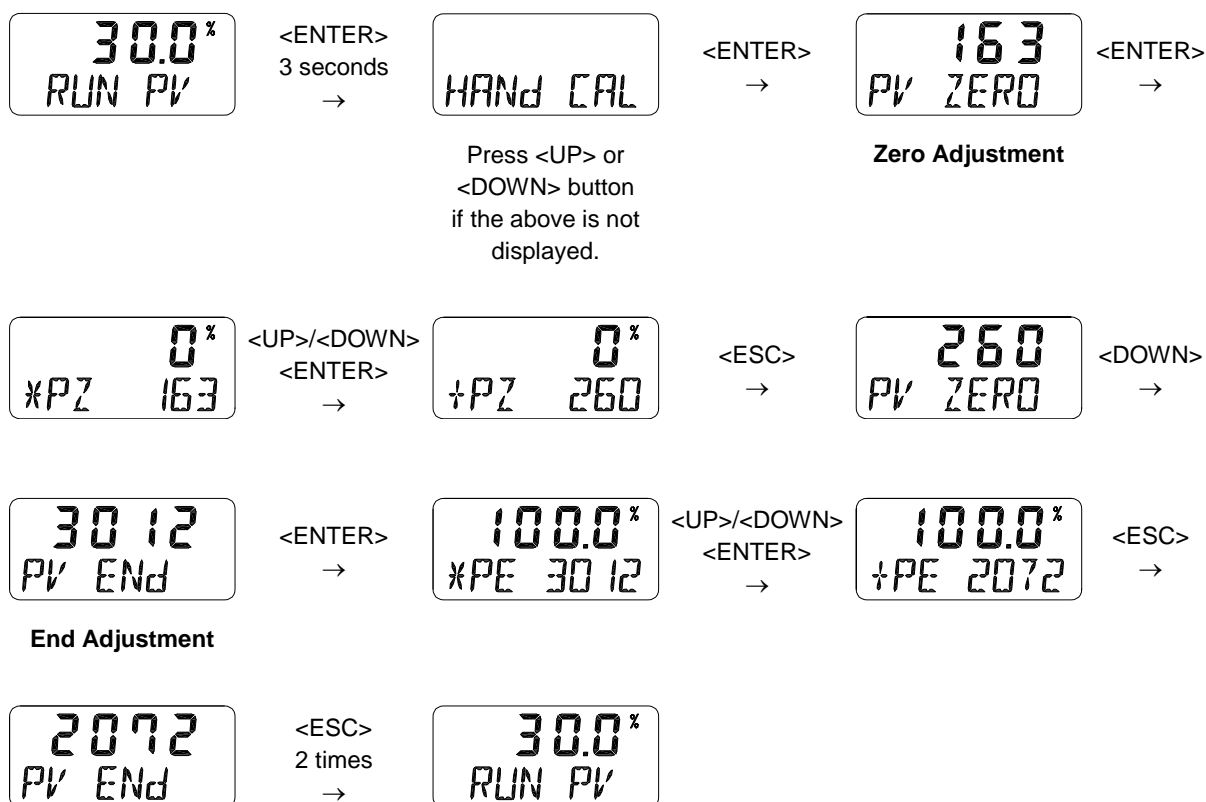 30.0%
RUN PV
<ENTER>
3 seconds
→
HANd CAL
Press <UP> or
<DOWN> button
if the above is not
displayed.
<ENTER>
→
163
PV ZERO
Zero Adjustment
<ENTER>
→
0%
*PZ 163
<UP>/<DOWN>
<ENTER>
→
0%
+PZ 260
<ESC>
→
260
PV ZERO
<DOWN>
→
3012
PV ENd
End Adjustment
<ENTER>
→
100.0%
*PE 3012
<UP>/<DOWN>
<ENTER>
→
100.0%
+PE 2072
<ESC>
→
2072
PV ENd
<ESC>
2 times
→
30.0%
RUN PV